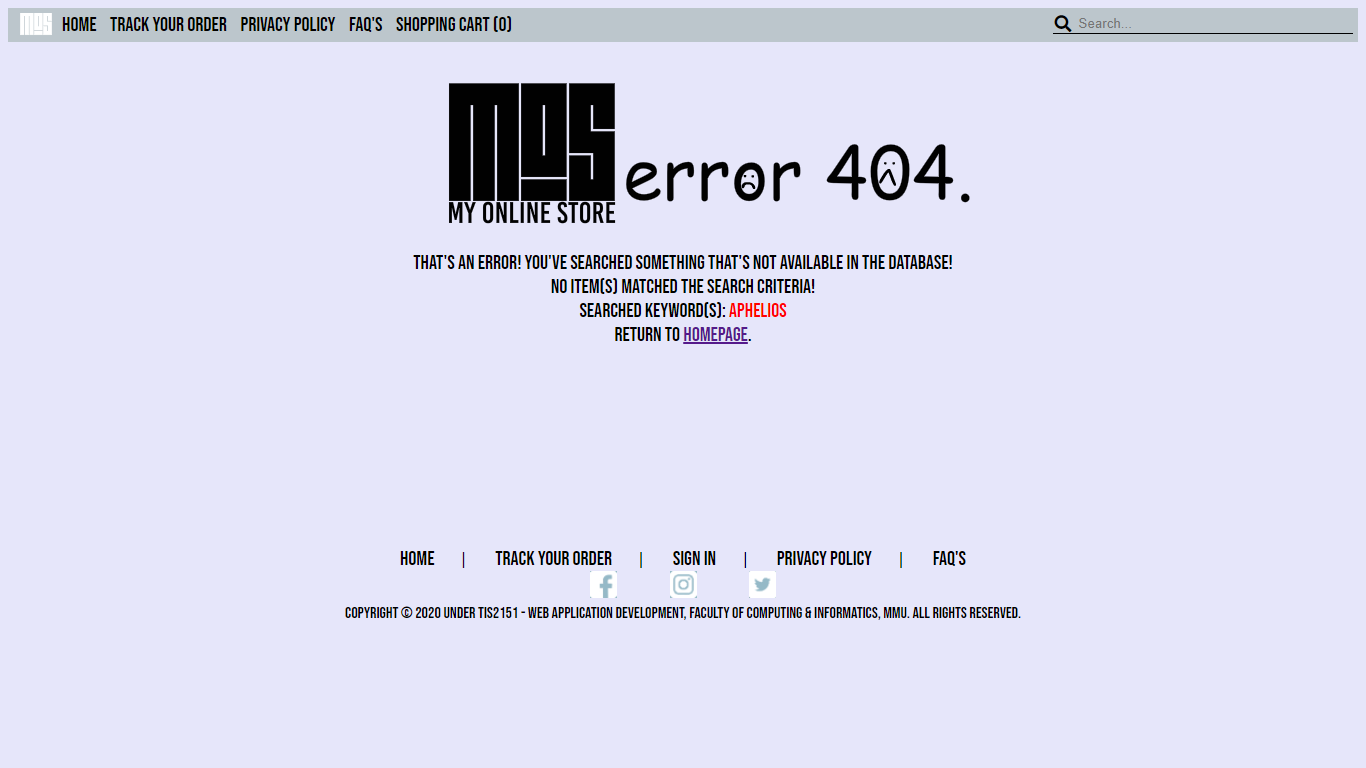 MOS HOME TRACK YOUR ORDER PRIVACY POLICY FAQ'S SHOPPING CART (0) Search...
MOS
MY ONLINE STORE
error 404.
THAT'S AN ERROR! YOU'VE SEARCHED SOMETHING THAT'S NOT AVAILABLE IN THE DATABASE!
NO ITEM(S) MATCHED THE SEARCH CRITERIA!
SEARCHED KEYWORD(S): APHELIOS
RETURN TO HOMEPAGE.
HOME | TRACK YOUR ORDER | SIGN IN | PRIVACY POLICY | FAQ'S
COPYRIGHT © 2020 UNDER TIS2151 - WEB APPLICATION DEVELOPMENT, FACULTY OF COMPUTING & INFORMATICS, MMU. ALL RIGHTS RESERVED.